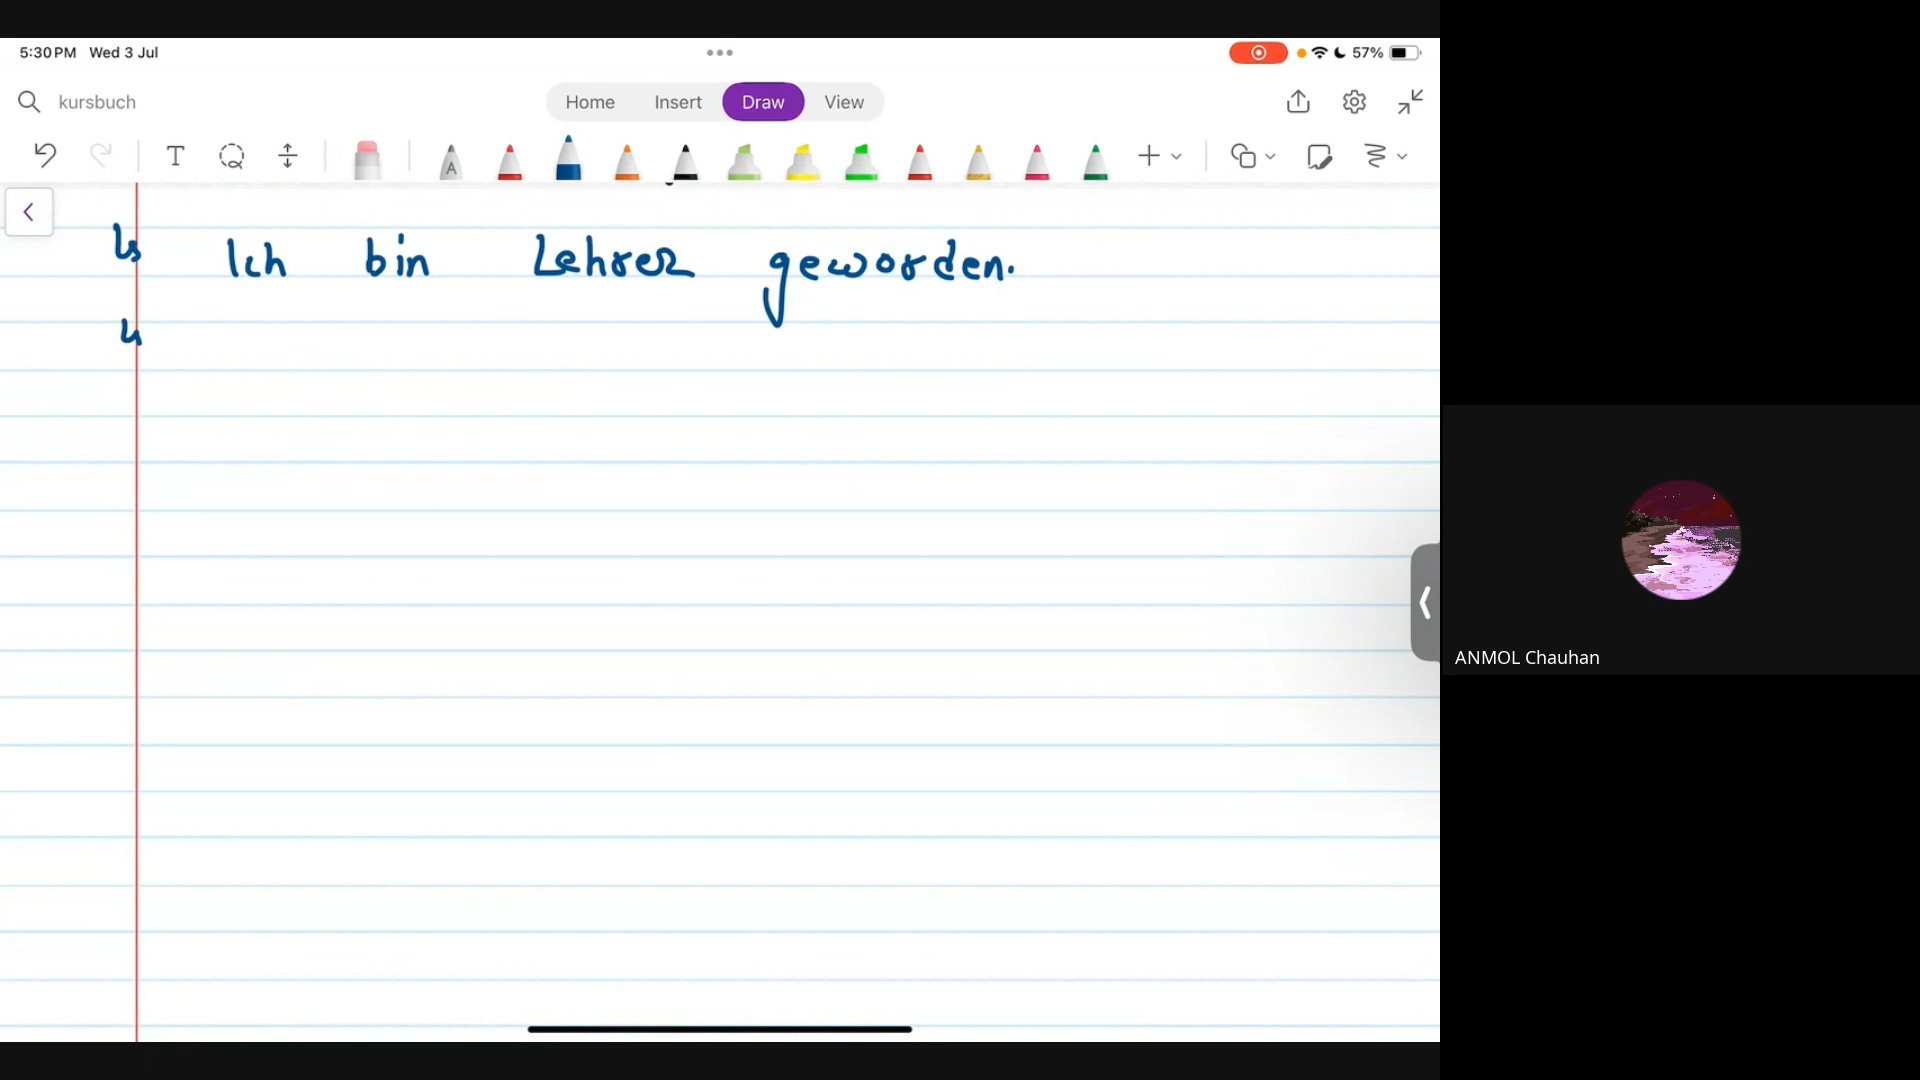 5:30 PM Wed 3 Jul
57%
kursbuch
Home Insert Draw View
T
A
Ich bin Lehrer geworden.
ANMOL Chauhan